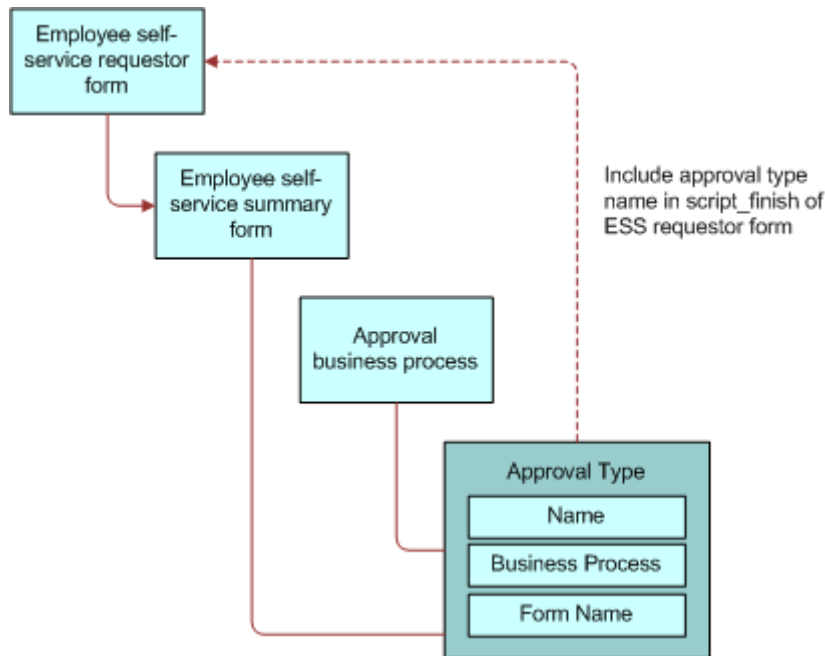 Employee self-
service requestor
form
Employee self-
service summary
form
Include approval type
name in script_finish of
ESS requestor form
Approval
business process
Approval Type
Name
Business Process
Form Name